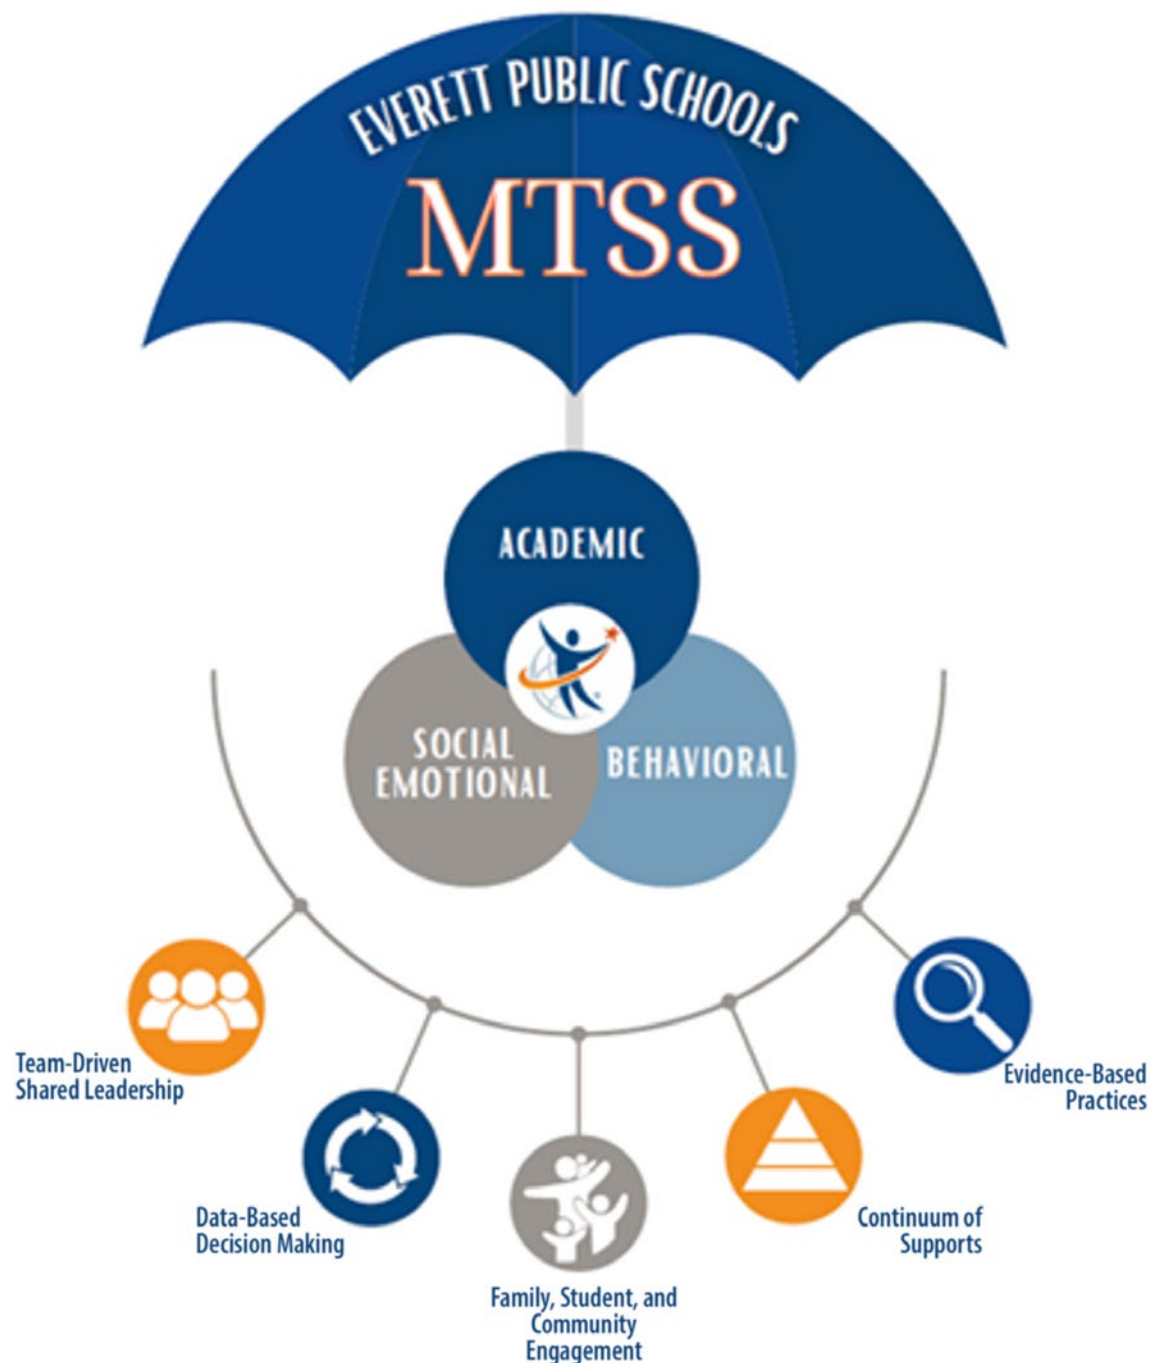 EVERETT PUBLIC SCHOOLS
MTSS
ACADEMIC
SOCIAL
EMOTIONAL
BEHAVIORAL
Team-Driven
Shared Leadership
Data-Based
Decision Making
Family, Student, and
Community
Engagement
Continuum of
Supports
Evidence-Based
Practices